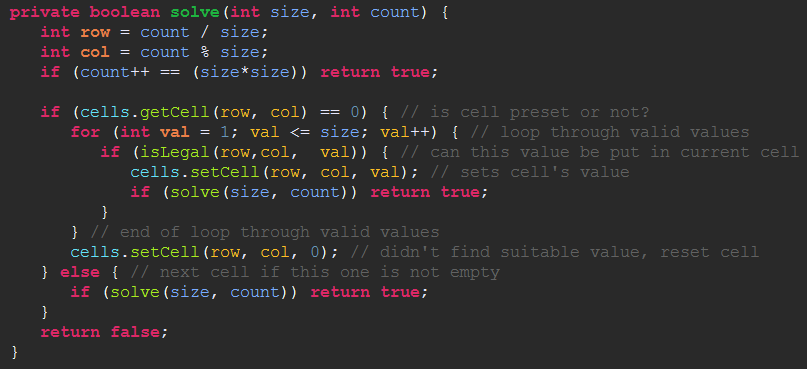 private boolean solve(int size, int count) {
   int row = count / size;
   int col = count % size;
   if (count++ == (size*size)) return true;

   if (cells.getCell(row, col) == 0) { // is cell preset or not?
      for (int val = 1; val <= size; val++) { // loop through valid values
         if (isLegal(row,col,  val)) { // can this value be put in current cell
            cells.setCell(row, col, val); // sets cell's value
            if (solve(size, count)) return true;
         }
      } // end of loop through valid values
      cells.setCell(row, col, 0); // didn't find suitable value, reset cell
   } else { // next cell if this one is not empty
      if (solve(size, count)) return true;
   }
   return false;
}